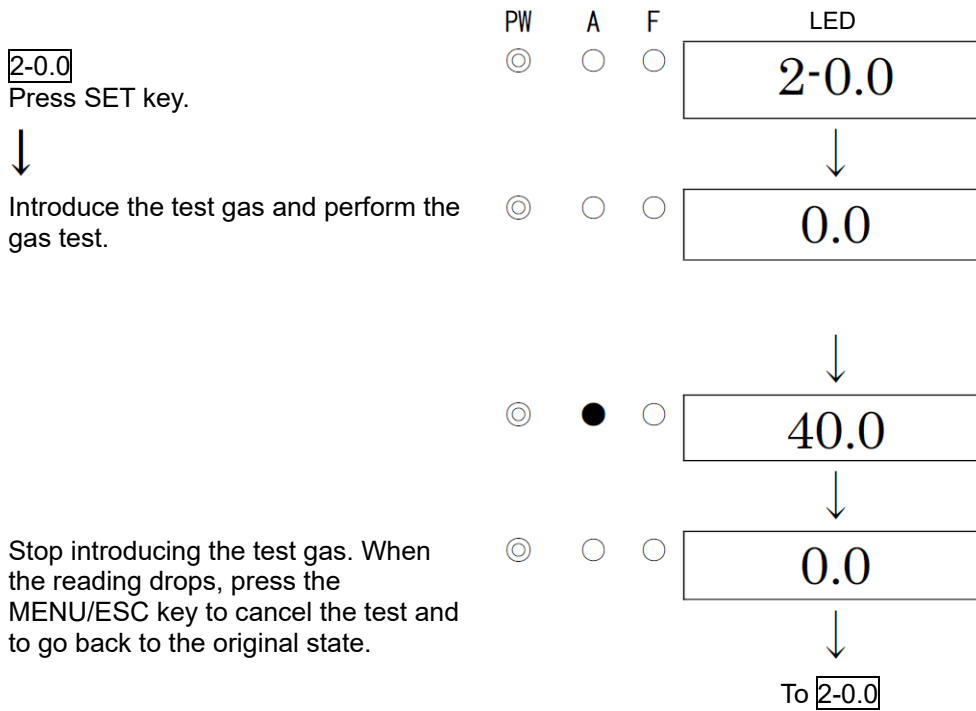 PW A F LED
2-0.0
Press SET key.
2-0.0
↓
↓
Introduce the test gas and perform the
gas test.
0.0
↓
40.0
↓
Stop introducing the test gas. When
the reading drops, press the
MENU/ESC key to cancel the test and
to go back to the original state.
0.0
↓
To 2-0.0